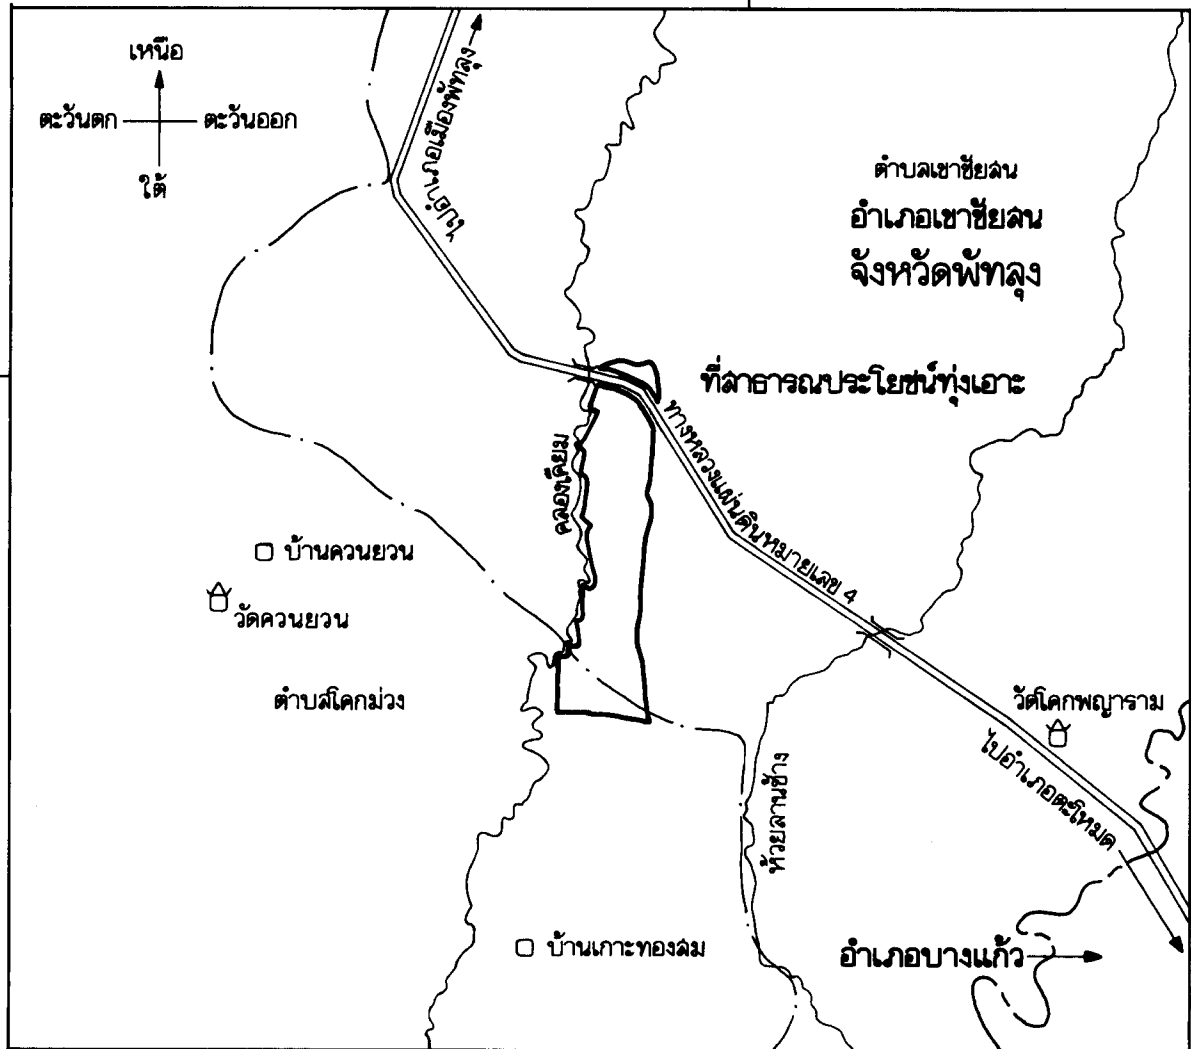 เหนือ
ตะวันตก
ตะวันออก
ใต้
ไปอำเภอเมืองพัทลุง
ตำบลเขาชัยสน
อำเภอเขาชัยสน
จังหวัดพัทลุง
ที่สาธารณประโยชน์ทุ่งเอาะ
ทางหลวงแผ่นดินหมายเลข 4
คลองเคียม
บ้านควนยวน
วัดควนยวน
ตำบลโคกม่วง
วัดโคกพญาราม
ไปอำเภอตะโหมด
ห้วยลานช้าง
บ้านเกาะทองสม
อำเภอบางแก้ว